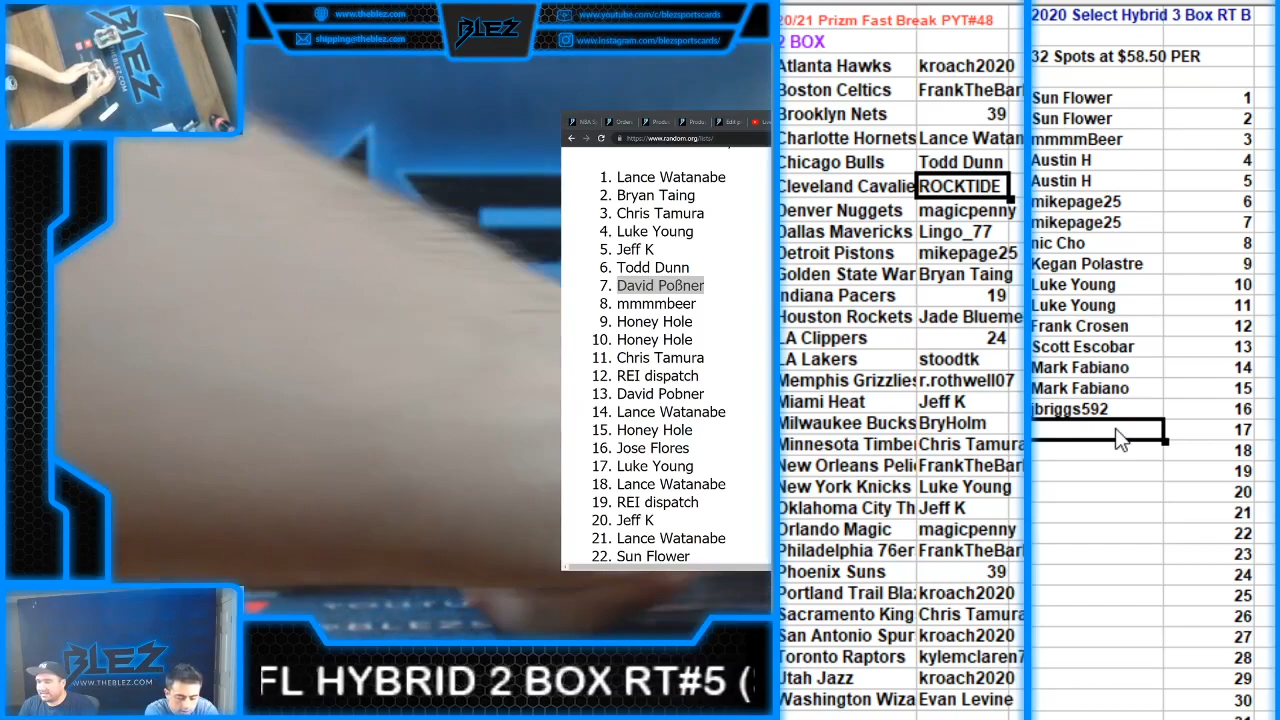 www.theblez.com
shipping@theblez.com
BLEZ
www.youtube.com/c/blezsportscards
www.instagram.com/blezsportscards/
https://www.random.org/lists/
1. Lance Watanabe
2. Bryan Taing
3. Chris Tamura
4. Luke Young
5. Jeff K
6. Todd Dunn
7. David Poßner
8. mmmmbeer
9. Honey Hole
10. Honey Hole
11. Chris Tamura
12. REI dispatch
13. David Pobner
14. Lance Watanabe
15. Honey Hole
16. Jose Flores
17. Luke Young
18. Lance Watanabe
19. REI dispatch
20. Jeff K
21. Lance Watanabe
22. Sun Flower
BLEZ
WWW.THEBLEZ.COM
FL HYBRID 2 BOX RT#5 (
20/21 Prizm Fast Break PYT#48
2 BOX
Atlanta Hawks kroach2020
Boston Celtics FrankTheBar
Brooklyn Nets 39
Charlotte Hornets Lance Watan
Chicago Bulls Todd Dunn
Cleveland Cavalie ROCKTIDE
Denver Nuggets magicpenny
Dallas Mavericks Lingo_77
Detroit Pistons mikepage25
Golden State War Bryan Taing
Indiana Pacers 19
Houston Rockets Jade Blueme
LA Clippers 24
LA Lakers stoodtk
Memphis Grizzlies r.rothwell07
Miami Heat Jeff K
Milwaukee Bucks BryHolm
Minnesota Timbe Chris Tamura
New Orleans Peli FrankTheBar
New York Knicks Luke Young
Oklahoma City Th Jeff K
Orlando Magic magicpenny
Philadelphia 76er FrankTheBar
Phoenix Suns 39
Portland Trail Bla kroach2020
Sacramento King Chris Tamura
San Antonio Spur kroach2020
Toronto Raptors kylemclaren7
Utah Jazz kroach2020
Washington Wiza Evan Levine
2020 Select Hybrid 3 Box RT B
32 Spots at $58.50 PER
Sun Flower 1
Sun Flower 2
mmmmBeer 3
Austin H 4
Austin H 5
mikepage25 6
mikepage25 7
nic Cho 8
Kegan Polastre 9
Luke Young 10
Luke Young 11
Frank Crosen 12
Scott Escobar 13
Mark Fabiano 14
Mark Fabiano 15
jbriggs592 16
17
18
19
20
21
22
23
24
25
26
27
28
29
30